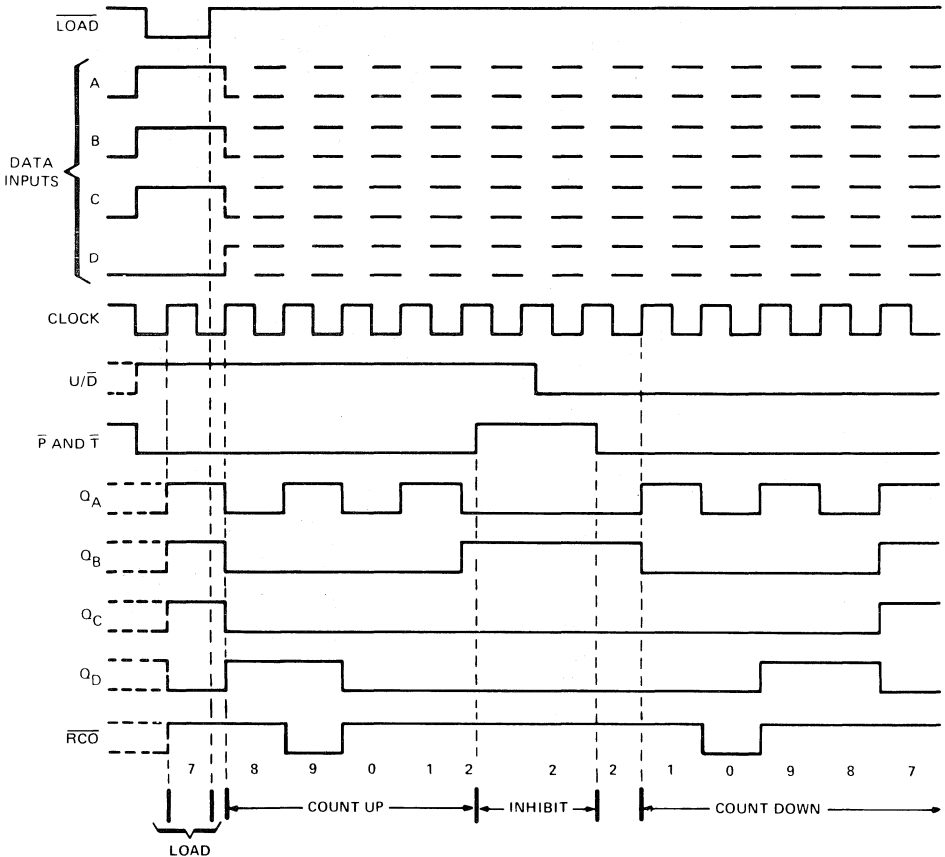 LOAD
A
B
DATA
INPUTS
C
D
CLOCK
U/D̅
P̅ AND T̅
QA
QB
QC
QD
R̅C̅O̅
7 8 9 0 1 2 2 2 1 0 9 8 7
COUNT UP INHIBIT COUNT DOWN
LOAD